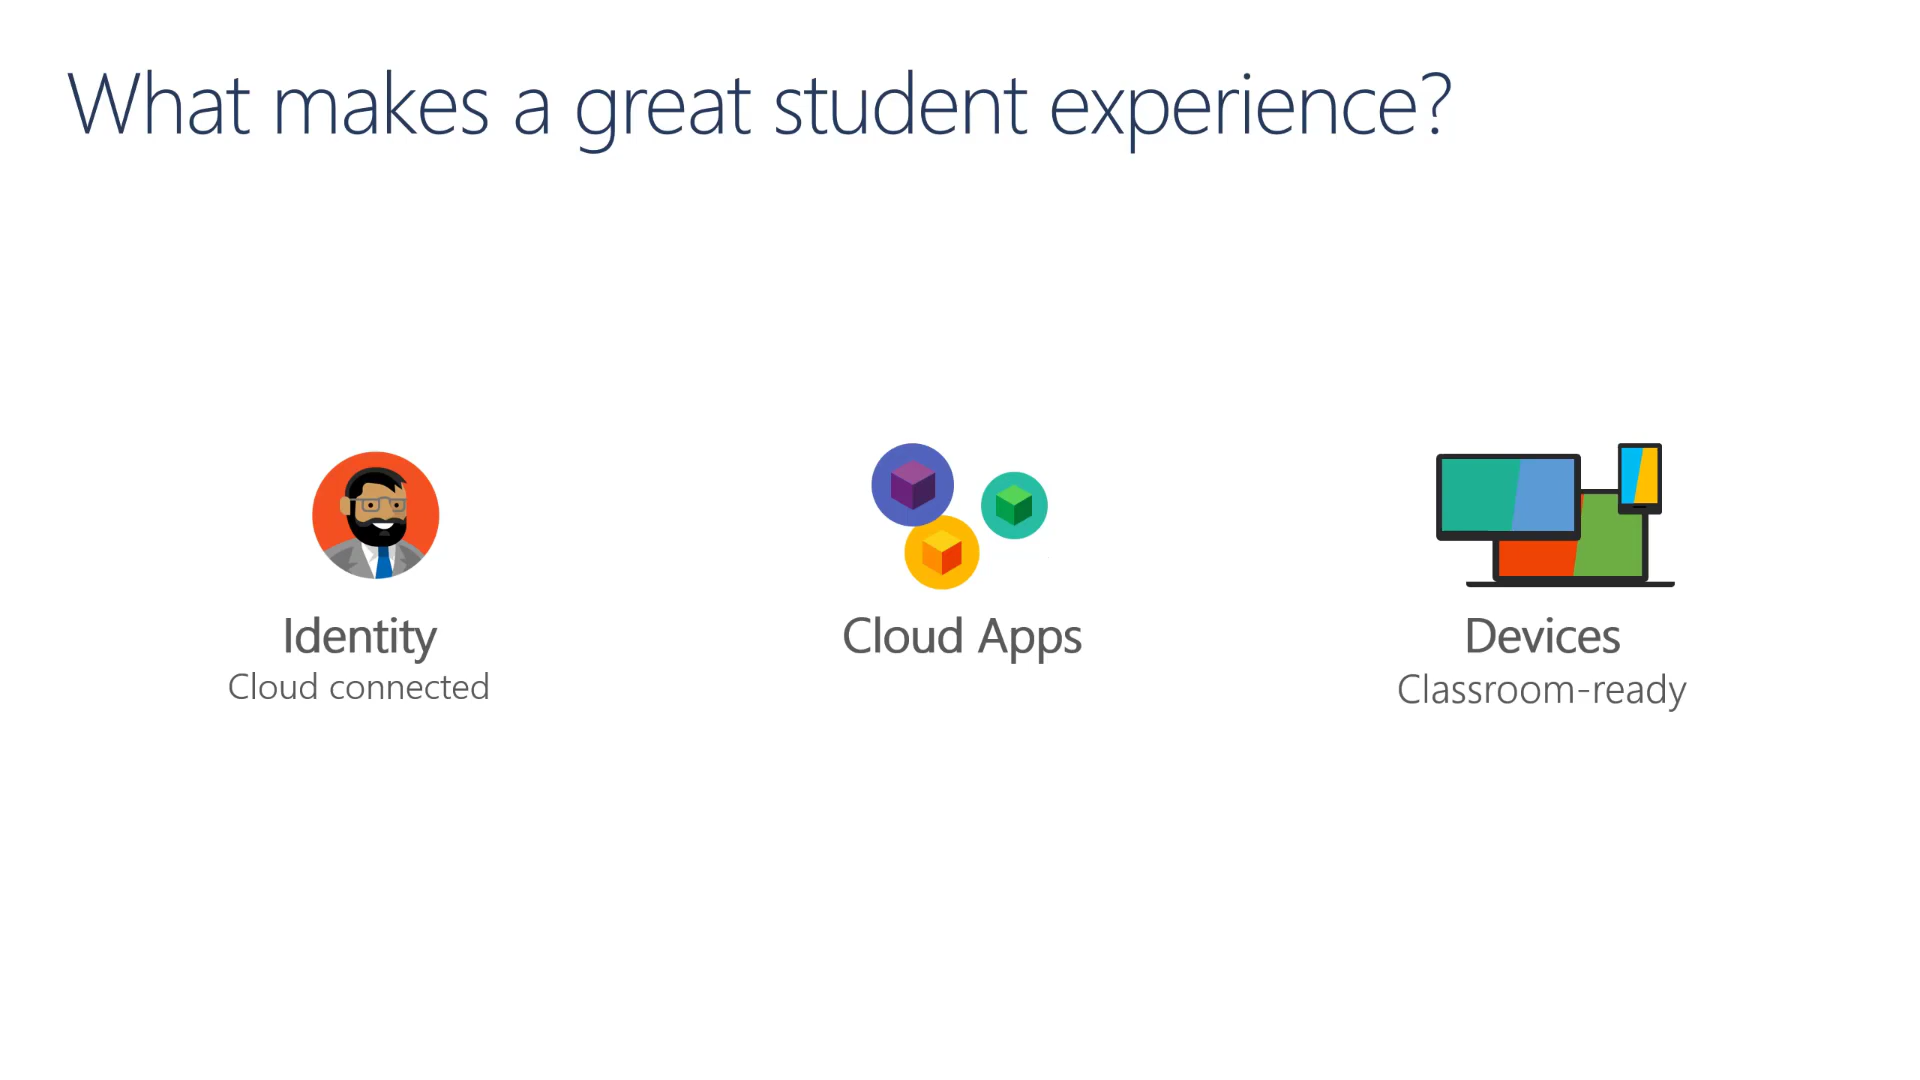 What makes a great student experience?
Identity
Cloud connected
Cloud Apps
Devices
Classroom-ready